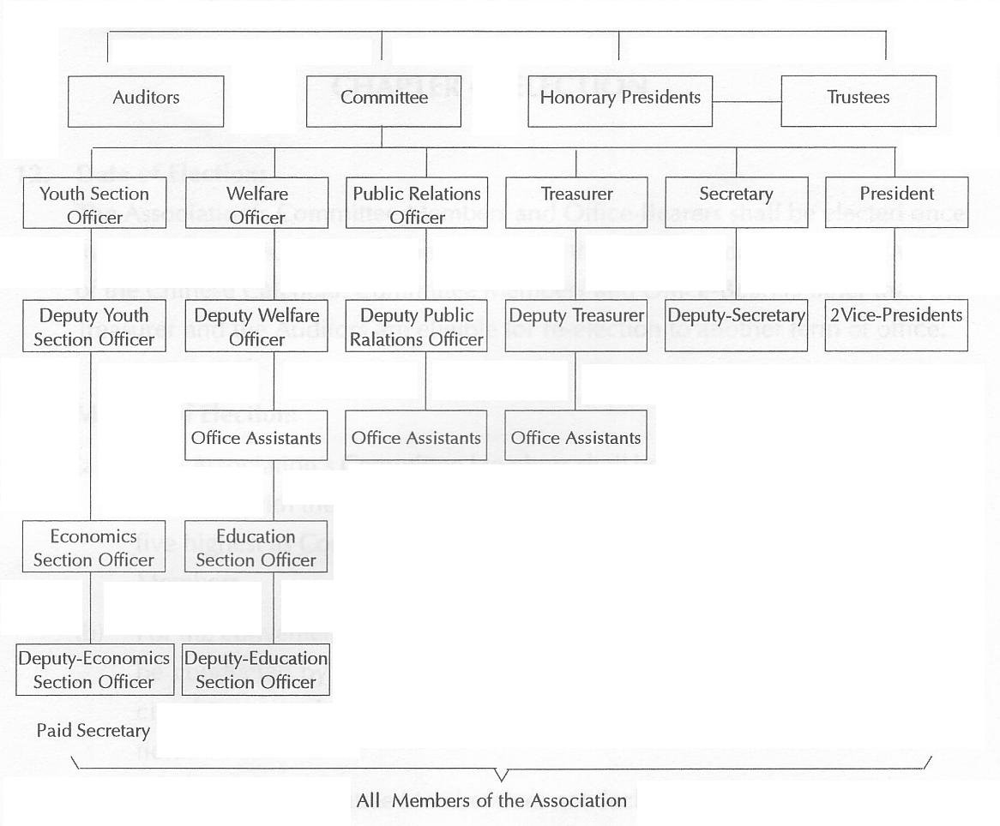 Auditors
Committee
Honorary Presidents
Trustees
Youth Section
Officer
Welfare
Officer
Public Relations
Officer
Treasurer
Secretary
President
Deputy Youth
Section Officer
Deputy Welfare
Officer
Deputy Public
Ralations Officer
Deputy Treasurer
Deputy-Secretary
2Vice-Presidents
Office Assistants
Office Assistants
Office Assistants
Economics
Section Officer
Education
Section Officer
Deputy-Economics
Section Officer
Deputy-Education
Section Officer
Paid Secretary
All Members of the Association